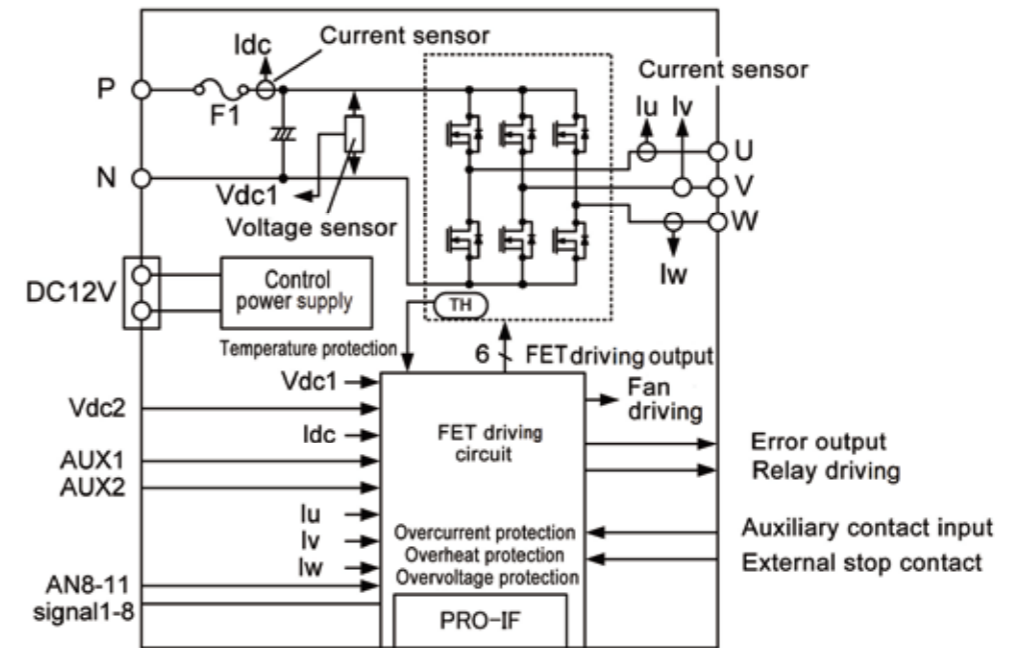 Current sensor
Idc
P
F1
Current sensor
Iu
Iv
U
N
V
Vdc1
W
Voltage sensor
Iw
DC12V
Control
power supply
TH
Temperature protection
6
FET driving output
Vdc1
Fan
driving
Vdc2
Idc
FET driving
circuit
Error output
AUX1
Relay driving
AUX2
Iu
Auxiliary contact input
Overcurrent protection
Iv
Overheat protection
External stop contact
Iw
Overvoltage protection
AN8-11
signal1-8
PRO-IF